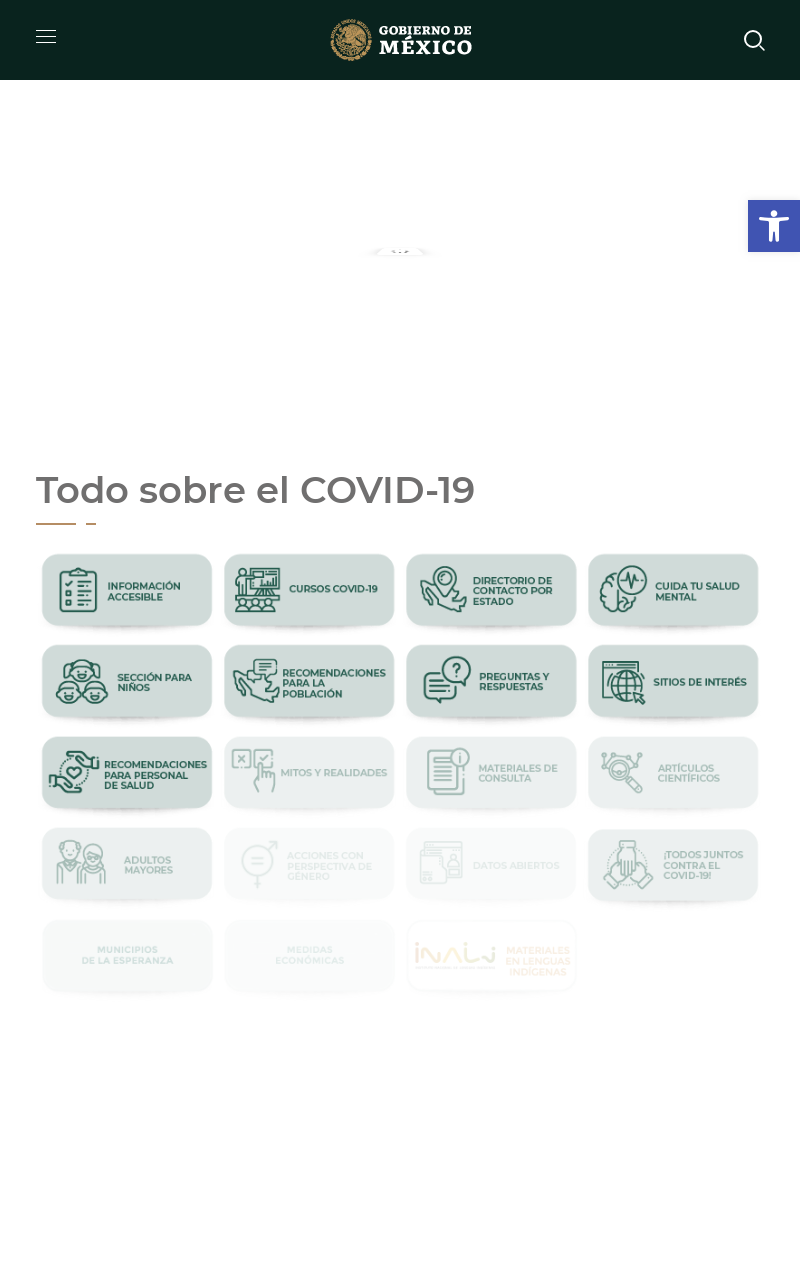 GOBIERNO DE
MÉXICO
Todo sobre el COVID-19
INFORMACIÓN
ACCESIBLE
CURSOS COVID-19
DIRECTORIO DE
CONTACTO POR
ESTADO
CUIDA TU SALUD
MENTAL
SECCIÓN PARA
NIÑOS
RECOMENDACIONES
PARA LA
POBLACIÓN
PREGUNTAS Y
RESPUESTAS
SITIOS DE INTERÉS
RECOMENDACIONES
PARA PERSONAL
DE SALUD
MITOS Y REALIDADES
MATERIALES DE
CONSULTA
ARTÍCULOS
CIENTÍFICOS
ADULTOS
MAYORES
ACCIONES CON
PERSPECTIVA DE
GÉNERO
DATOS ABIERTOS
¡TODOS JUNTOS
CONTRA EL
COVID-19!
MUNICIPIOS
DE LA ESPERANZA
MEDIDAS
ECONÓMICAS
INALI
MATERIALES
EN LENGUAS
INDÍGENAS